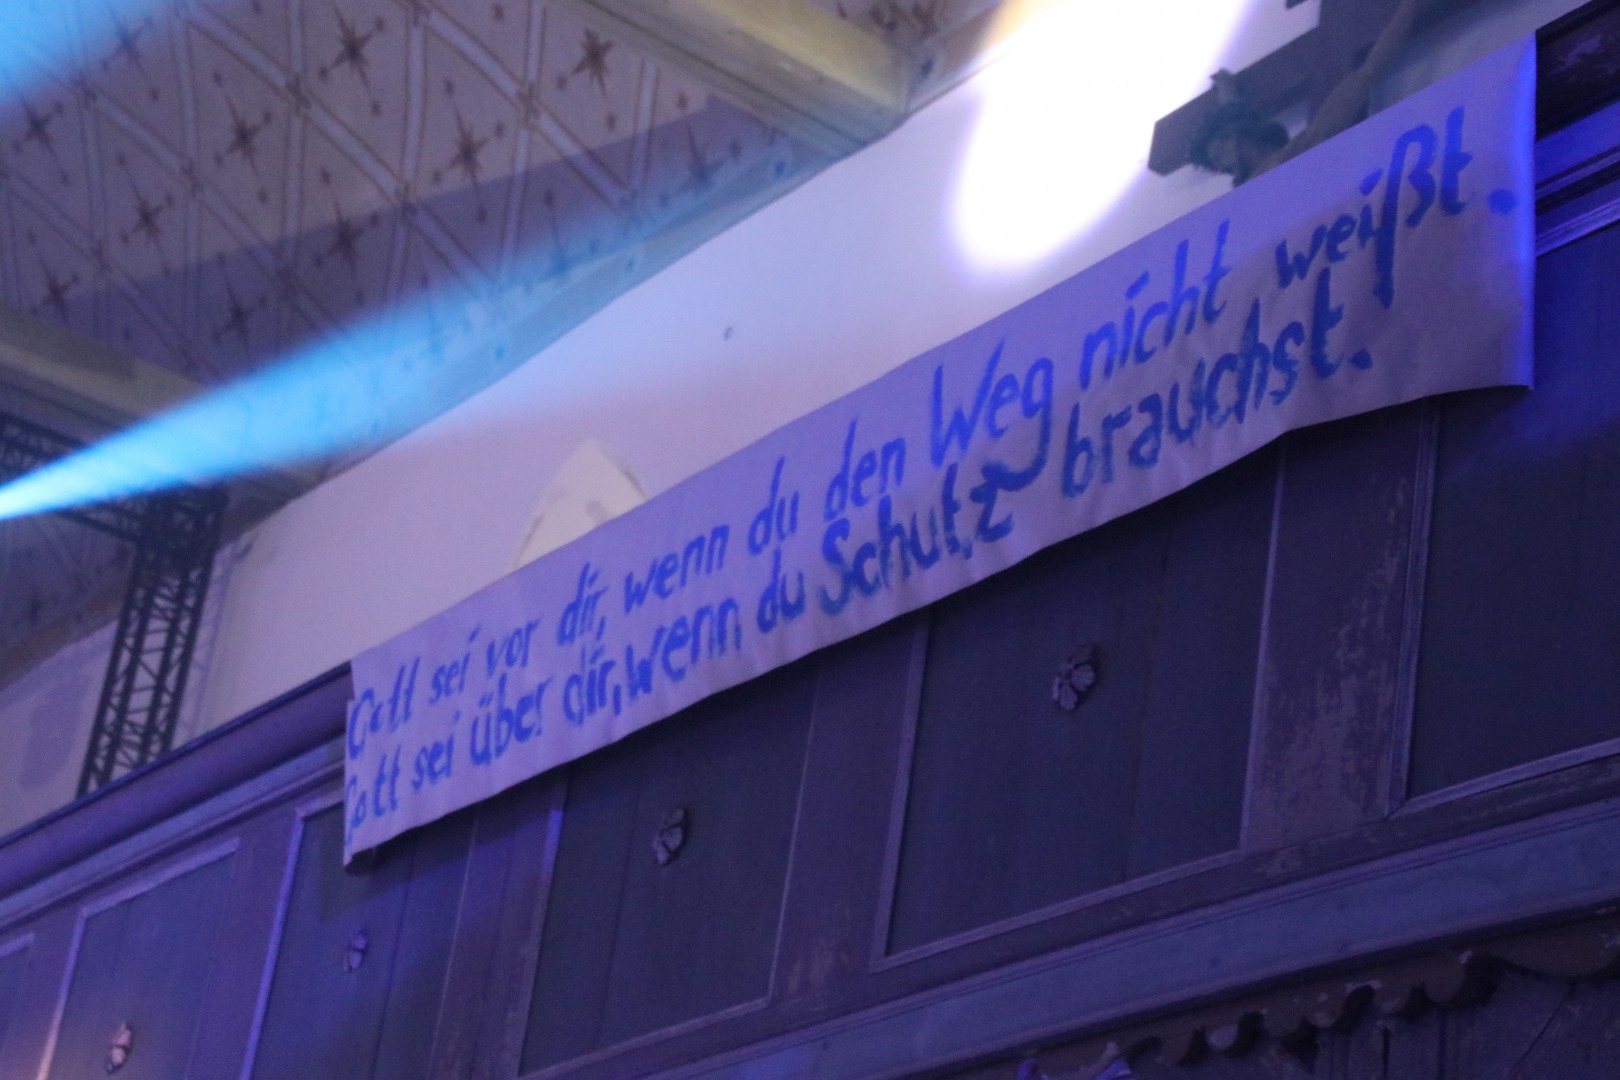 Gott sei vor dir, wenn du den Weg nicht weißt.
Gott sei über dir, wenn du Schutz brauchst.